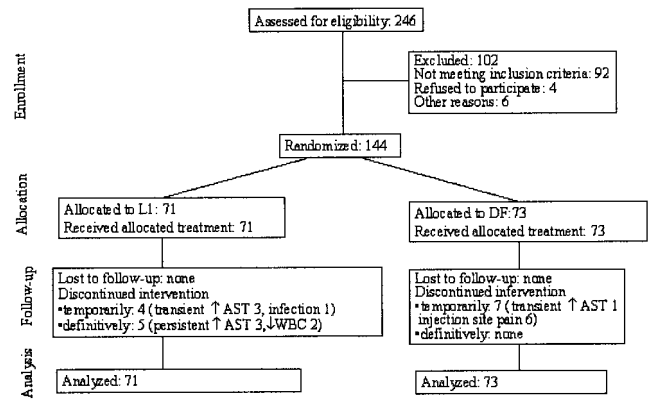 Assessed for eligibility: 246
Enrollment
Excluded: 102
Not meeting inclusion criteria: 92
Refused to participate: 4
Other reasons: 6
Randomized: 144
Allocation
Allocated to L1: 71
Received allocated treatment: 71
Allocated to DF:73
Received allocated treatment: 73
Follow-up
Lost to follow-up: none
Discontinued intervention
•temporarily: 4 (transient ↑ AST 3, infection 1)
•definitively: 5 (persistent ↑ AST 3,↓WBC 2)
Lost to follow-up: none
Discontinued intervention
•temporarily: 7 (transient ↑ AST 1
injection site pain 6)
•definitively: none
Analysis
Analyzed: 71
Analyzed: 73